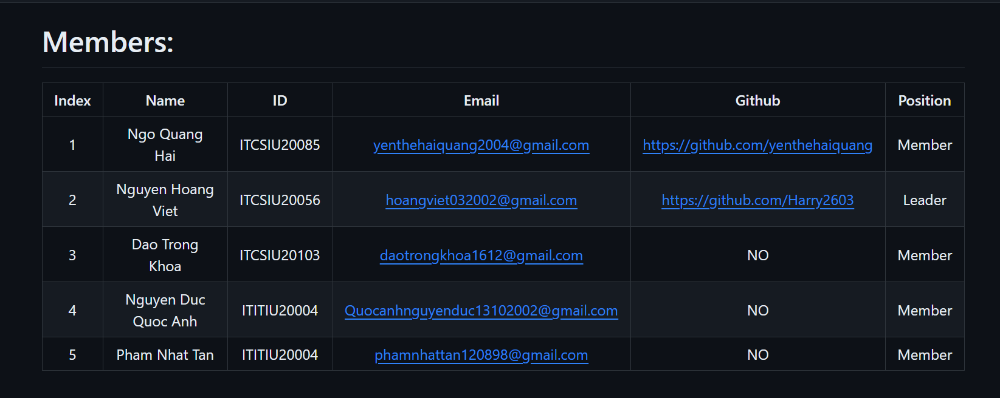 Members:
Index Name ID Email Github Position
1 Ngo Quang Hai ITCSIU20085 yenthehaiquang2004@gmail.com https://github.com/yenthehaiquang Member
2 Nguyen Hoang Viet ITCSIU20056 hoangviet032002@gmail.com https://github.com/Harry2603 Leader
3 Dao Trong Khoa ITCSIU20103 daotrongkhoa1612@gmail.com NO Member
4 Nguyen Duc Quoc Anh ITITIU20004 Quocanhnguyenduc13102002@gmail.com NO Member
5 Pham Nhat Tan ITITIU20004 phamnhattan120898@gmail.com NO Member